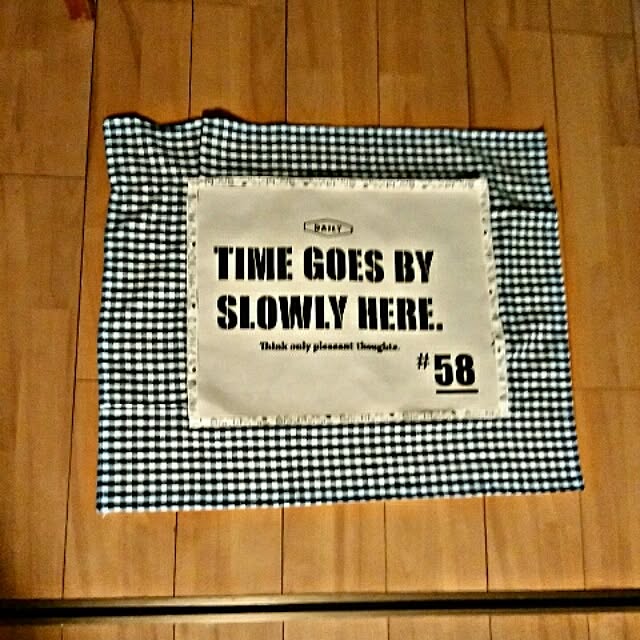 DAILY
TIME GOES BY
SLOWLY HERE.
Think only pleasant thoughts.
#58